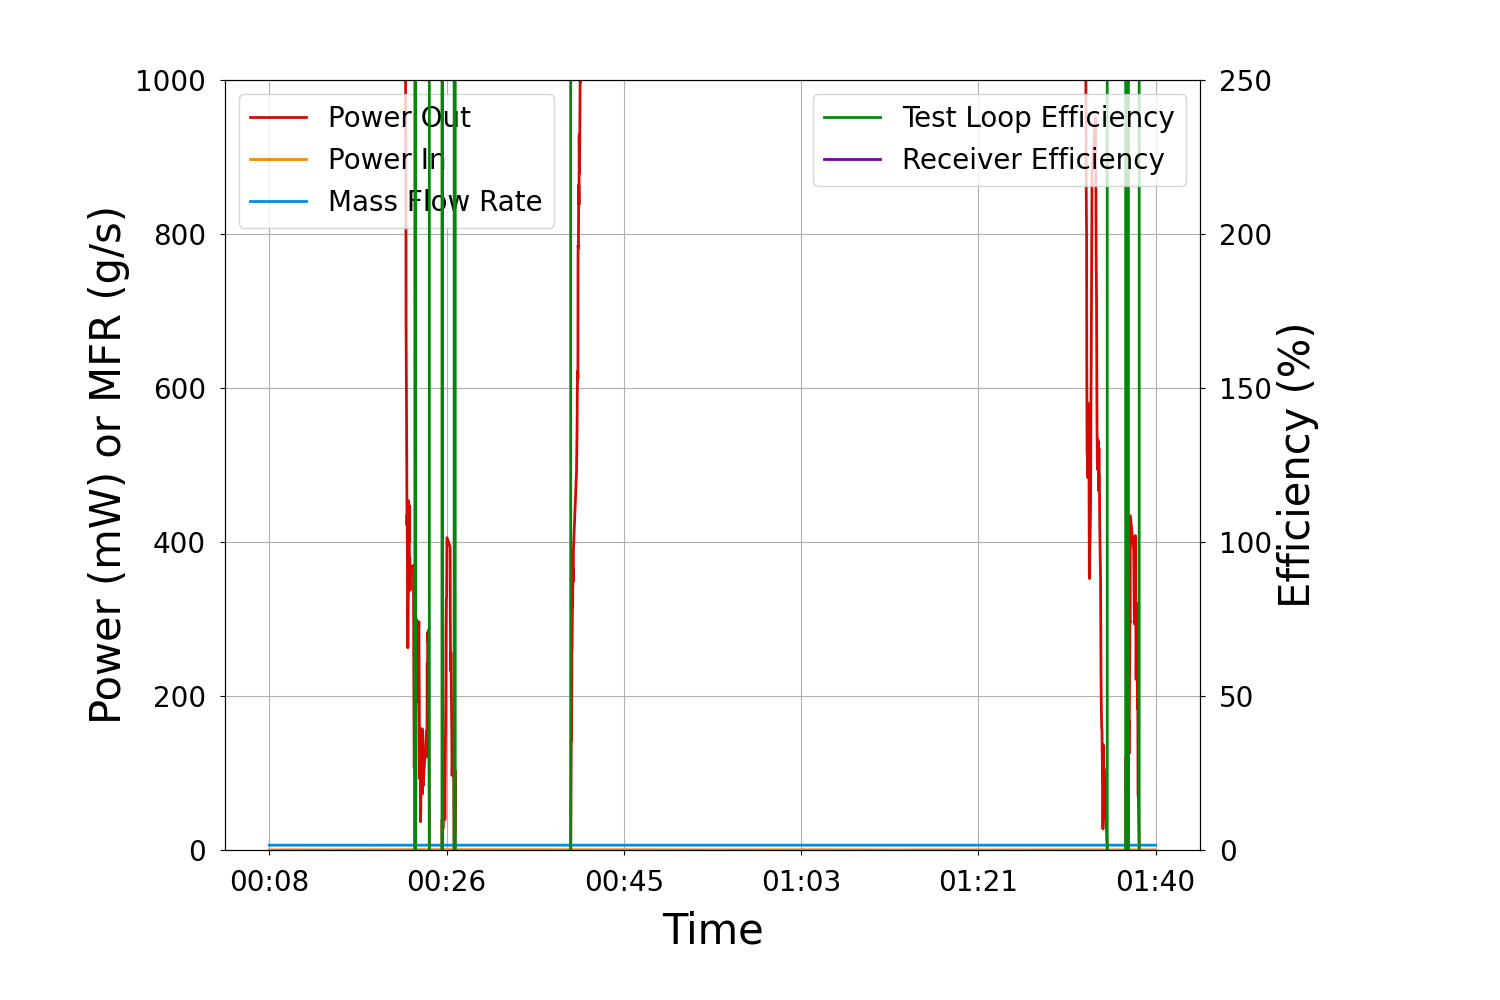 Power (mW) or MFR (g/s)
1000
800
600
400
200
0
Power Out
Power In
Mass Flow Rate
Test Loop Efficiency
Receiver Efficiency
250
200
150
100
50
0
Efficiency (%)
00:08 00:26 00:45 01:03 01:21 01:40
Time